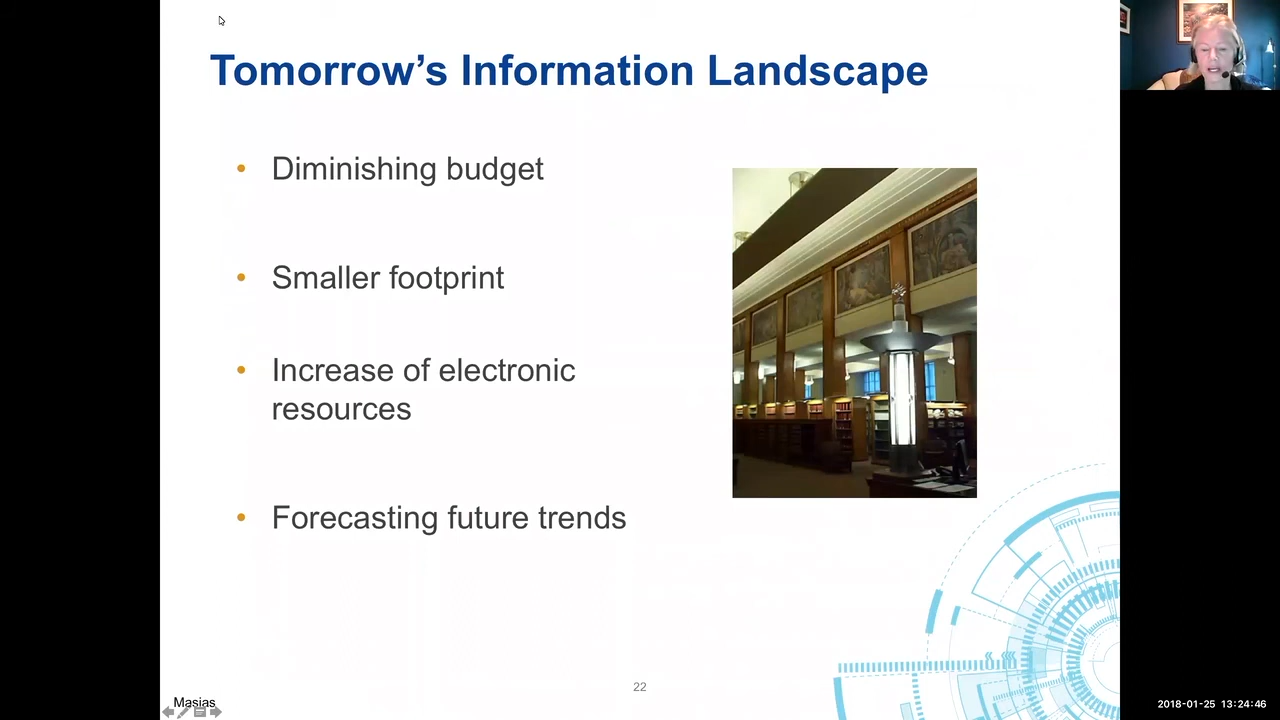 Tomorrow’s Information Landscape
• Diminishing budget
• Smaller footprint
• Increase of electronic
resources
• Forecasting future trends
22
Masias
2018-01-25 13:24:46